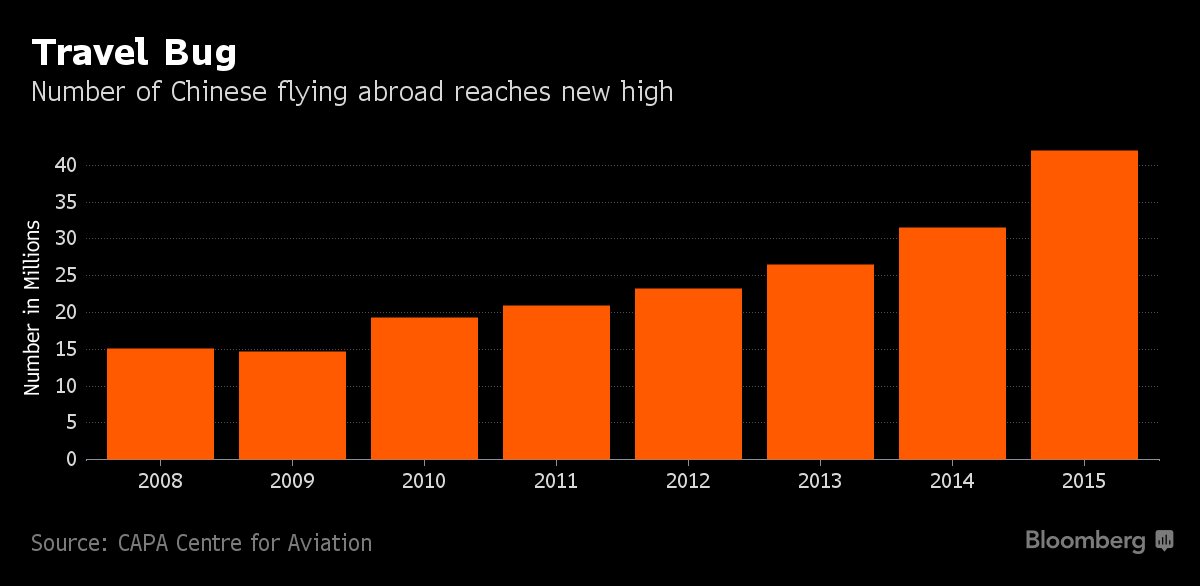 Travel Bug
Number of Chinese flying abroad reaches new high
Number in Millions
40
35
30
25
20
15
10
5
0
2008 2009 2010 2011 2012 2013 2014 2015
Source: CAPA Centre for Aviation
Bloomberg